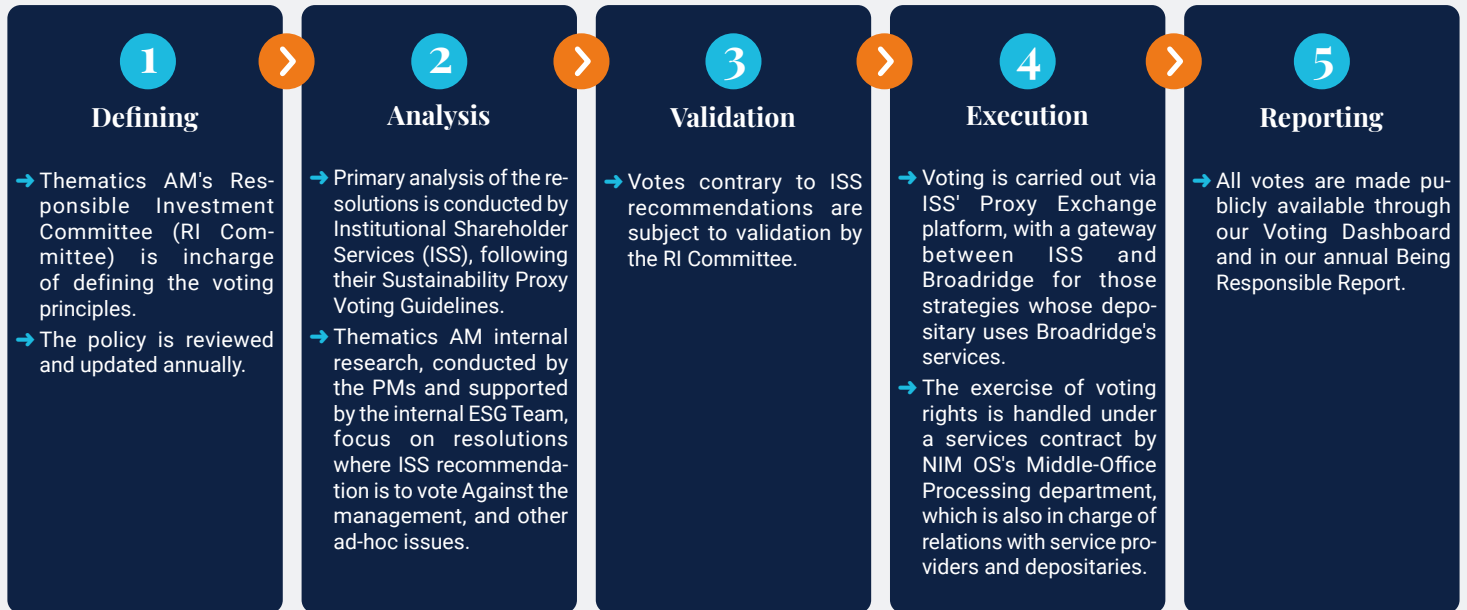 1
Defining
➜ Thematics AM's Res-
ponsible Investment
Committee (RI Com-
mittee) is incharge
of defining the voting
principles.
➜ The policy is reviewed
and updated annually.
2
Analysis
➜ Primary analysis of the re-
solutions is conducted by
Institutional Shareholder
Services (ISS), following
their Sustainability Proxy
Voting Guidelines.
➜ Thematics AM internal
research, conducted by
the PMs and supported
by the internal ESG Team,
focus on resolutions
where ISS recommenda-
tion is to vote Against the
management, and other
ad-hoc issues.
3
Validation
➜ Votes contrary to ISS
recommendations are
subject to validation by
the RI Committee.
4
Execution
➜ Voting is carried out via
ISS' Proxy Exchange
platform, with a gateway
between ISS and
Broadridge for those
strategies whose depo-
sitary uses Broadridge's
services.
➜ The exercise of voting
rights is handled under
a services contract by
NIM OS's Middle-Office
Processing department,
which is also in charge of
relations with service pro-
viders and depositaries.
5
Reporting
➜ All votes are made pu-
blicly available through
our Voting Dashboard
and in our annual Being
Responsible Report.